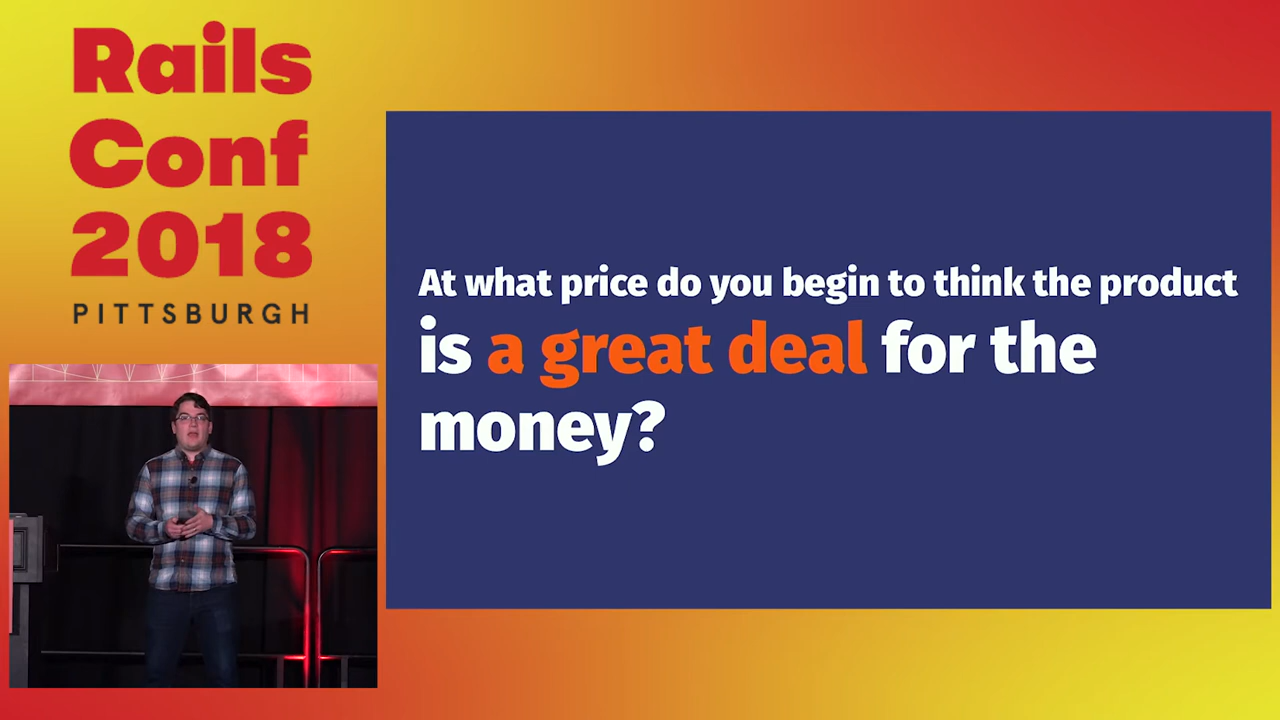 Rails
Conf
2018
PITTSBURGH
At what price do you begin to think the product
is a great deal for the
money?